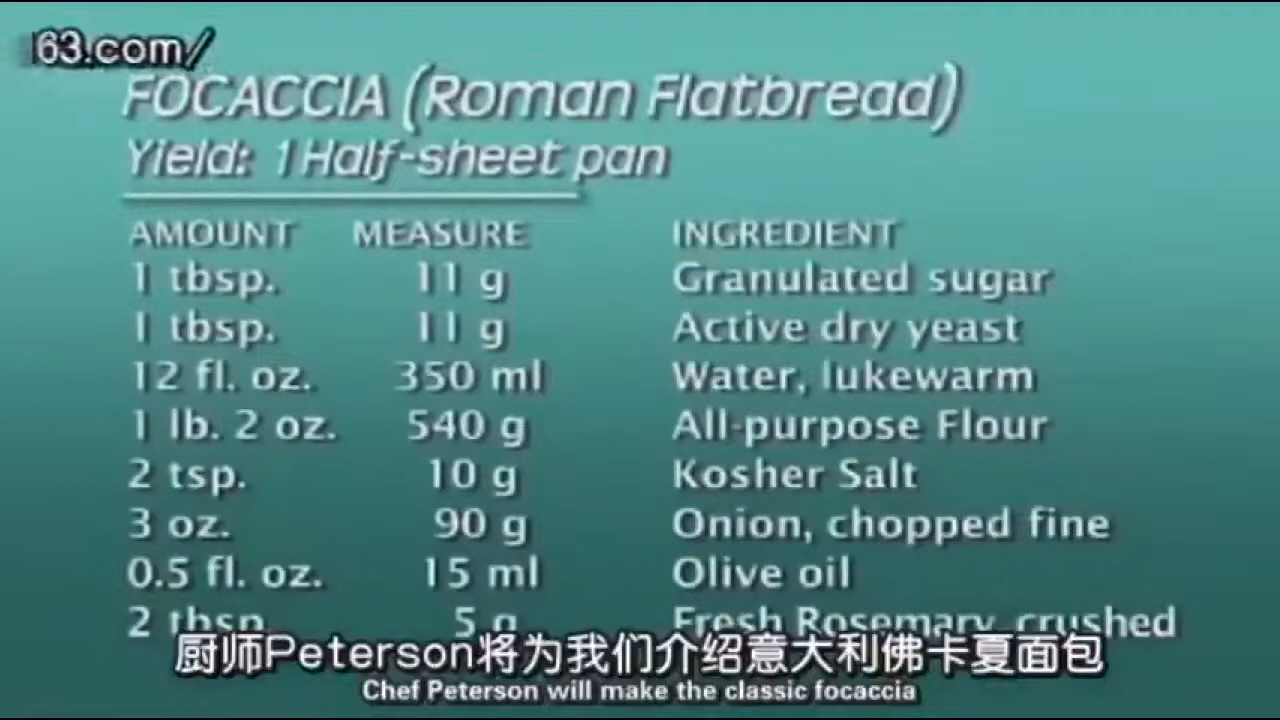 163.com/
FOCACCIA (Roman Flatbread)
Yield: 1 Half-sheet pan
AMOUNT MEASURE INGREDIENT
1 tbsp. 11 g Granulated sugar
1 tbsp. 11 g Active dry yeast
12 fl. oz. 350 ml Water, lukewarm
1 lb. 2 oz. 540 g All-purpose Flour
2 tsp. 10 g Kosher Salt
3 oz. 90 g Onion, chopped fine
0.5 fl. oz. 15 ml Olive oil
2 tbsp. 5 g Fresh Rosemary, crushed
厨师Peterson将为我们介绍意大利佛卡夏面包
Chef Peterson will make the classic focaccia